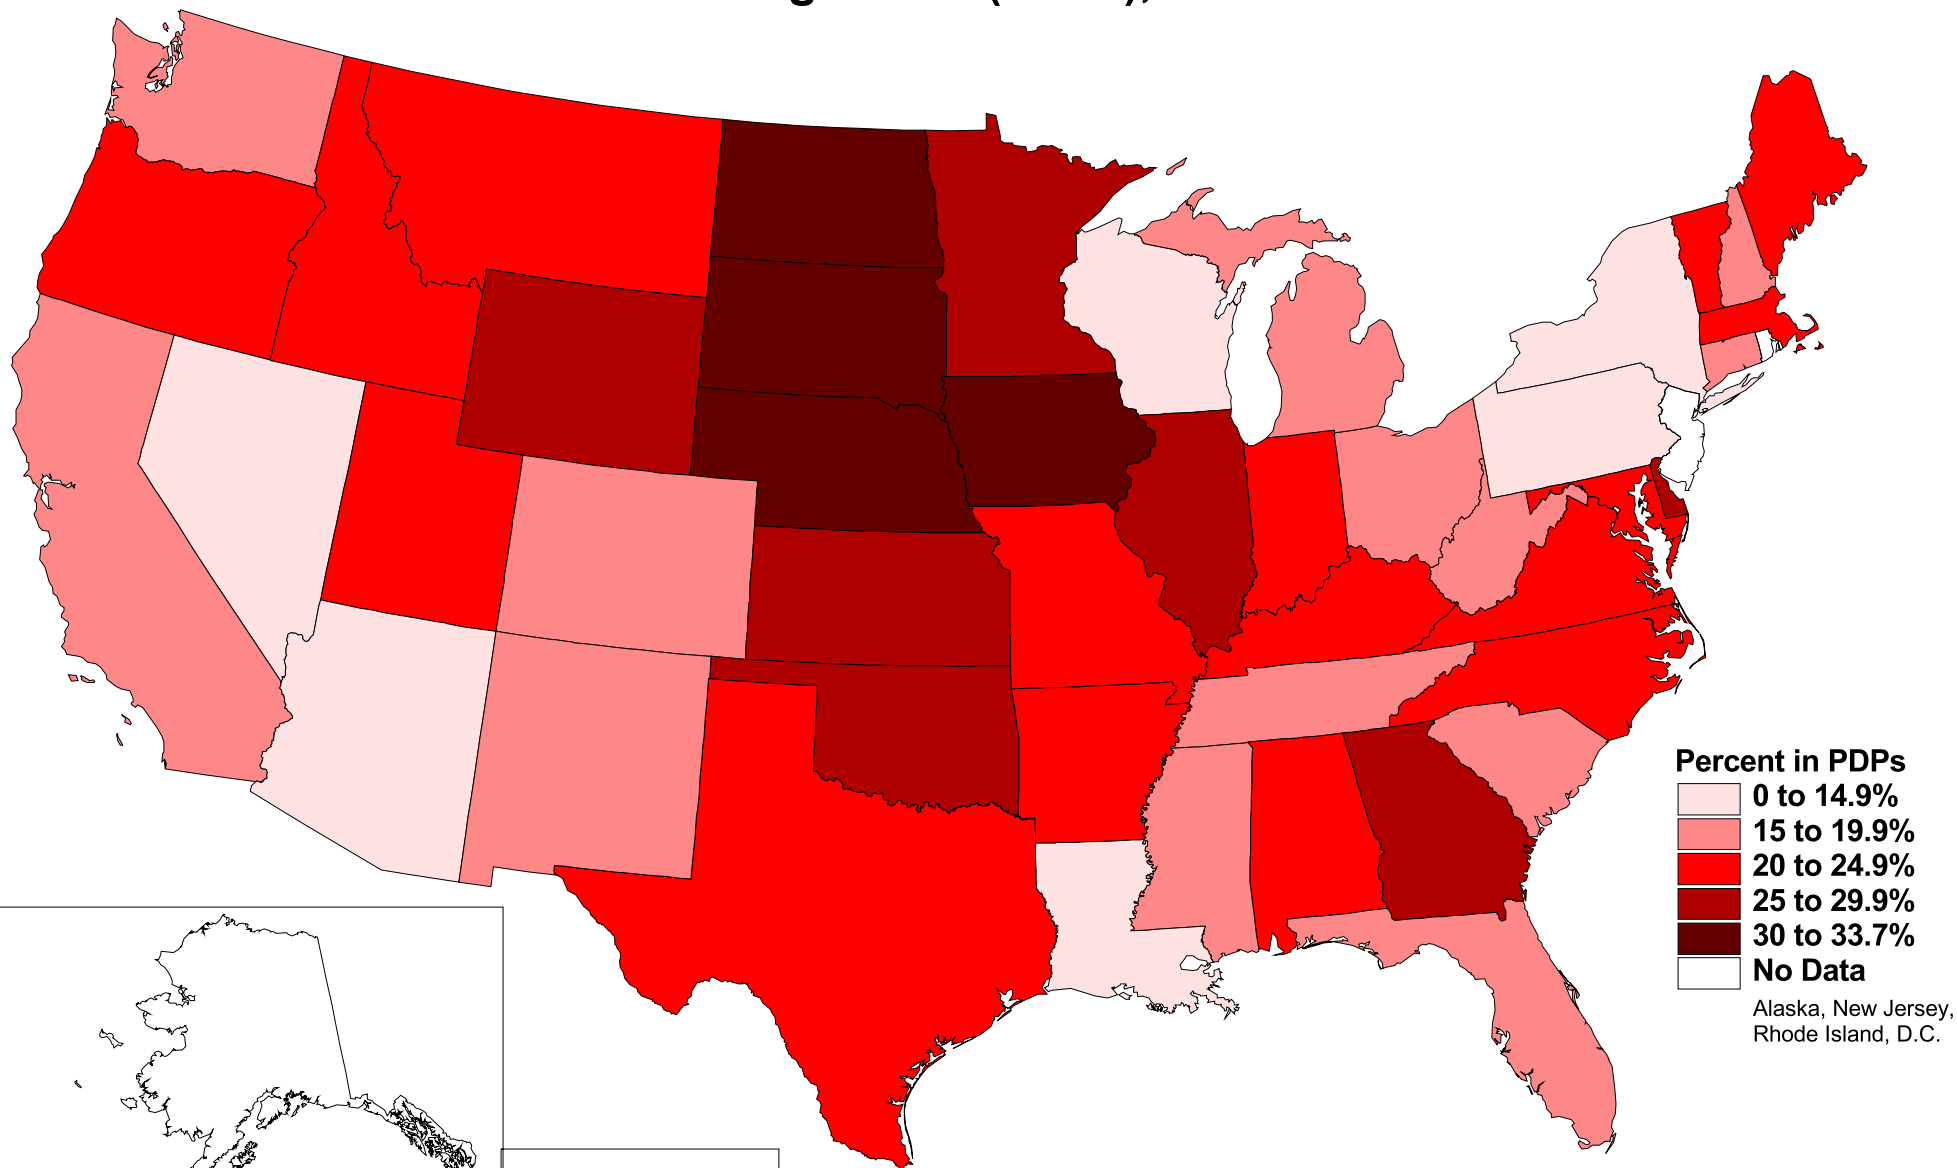 Percent in PDPs
0 to 14.9%
15 to 19.9%
20 to 24.9%
25 to 29.9%
30 to 33.7%
No Data
Alaska, New Jersey,
Rhode Island, D.C.